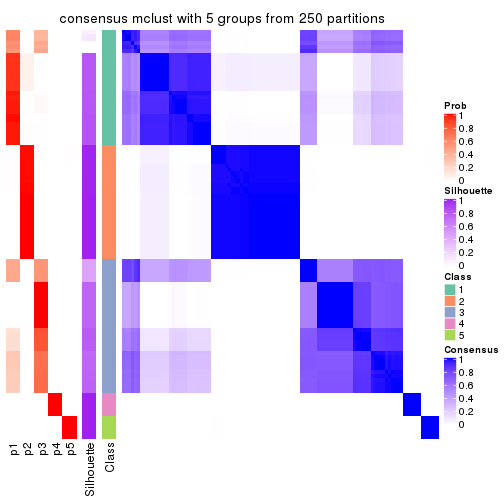 consensus mclust with 5 groups from 250 partitions
Prob
1
0.8
0.6
0.4
0.2
0
Silhouette
1
0.8
0.6
0.4
0.2
0
Class
1
2
3
4
5
Consensus
1
0.8
0.6
0.4
0.2
0
p1
p2
p3
p4
p5
Silhouette
Class